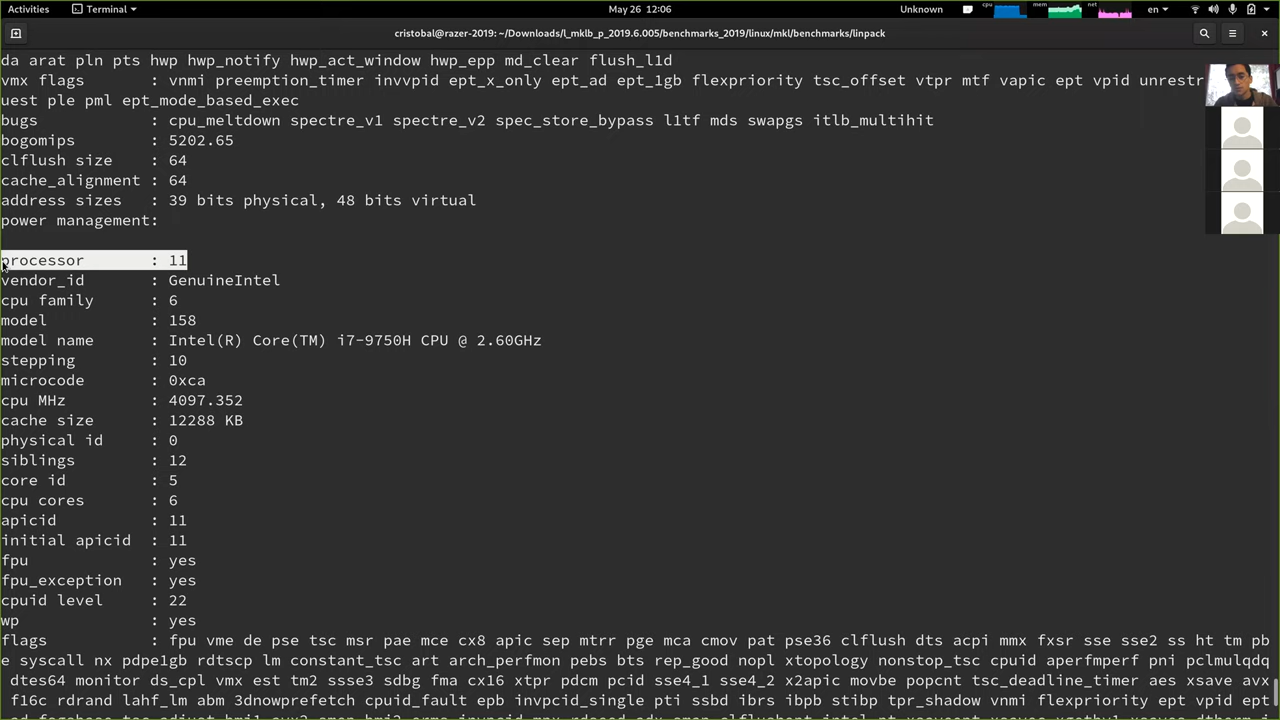 Activities Terminal May 26 12:06 cpu mem net Unknown en
cristobal@razer-2019: ~/Downloads/l_mklb_p_2019.6.005/benchmarks_2019/linux/mkl/benchmarks/linpack
da arat pln pts hwp hwp_notify hwp_act_window hwp_epp md_clear flush_l1d
vmx flags : vnmi preemption_timer invvpid ept_x_only ept_ad ept_1gb flexpriority tsc_offset vtpr mtf vapic ept vpid unrestr
uest ple pml ept_mode_based_exec
bugs : cpu_meltdown spectre_v1 spectre_v2 spec_store_bypass l1tf mds swapgs itlb_multihit
bogomips : 5202.65
clflush size : 64
cache_alignment : 64
address sizes : 39 bits physical, 48 bits virtual
power management:
processor : 11
vendor_id : GenuineIntel
cpu family : 6
model : 158
model name : Intel(R) Core(TM) i7-9750H CPU @ 2.60GHz
stepping : 10
microcode : 0xca
cpu MHz : 4097.352
cache size : 12288 KB
physical id : 0
siblings : 12
core id : 5
cpu cores : 6
apicid : 11
initial apicid : 11
fpu : yes
fpu_exception : yes
cpuid level : 22
wp : yes
flags : fpu vme de pse tsc msr pae mce cx8 apic sep mtrr pge mca cmov pat pse36 clflush dts acpi mmx fxsr sse sse2 ss ht tm pb
e syscall nx pdpe1gb rdtscp lm constant_tsc art arch_perfmon pebs bts rep_good nopl xtopology nonstop_tsc cpuid aperfmperf pni pclmulqdq
dtes64 monitor ds_cpl vmx est tm2 ssse3 sdbg fma cx16 xtpr pdcm pcid sse4_1 sse4_2 x2apic movbe popcnt tsc_deadline_timer aes xsave avx
f16c rdrand lahf_lm abm 3dnowprefetch cpuid_fault epb invpcid_single pti ssbd ibrs ibpb stibp tpr_shadow vnmi flexpriority ept vpid ept